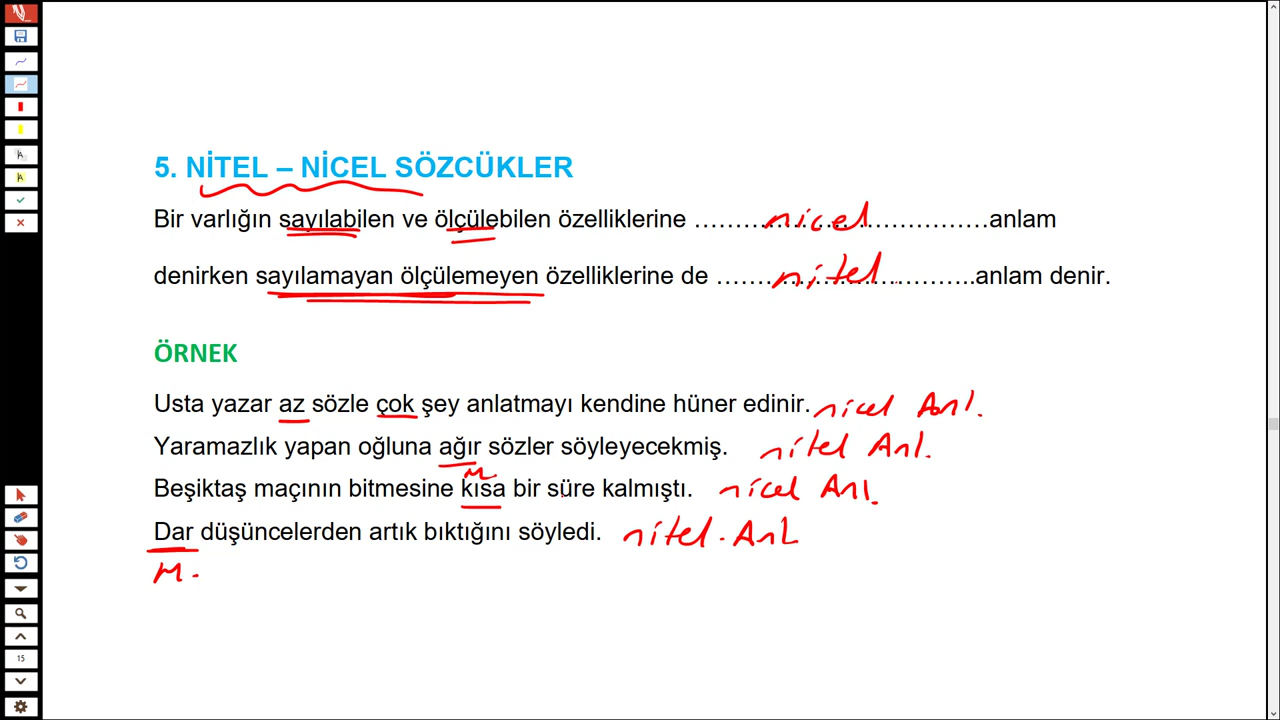 5. NİTEL – NİCEL SÖZCÜKLER
Bir varlığın sayılabilen ve ölçülebilen özelliklerine ……nicel……anlam
denirken sayılamayan ölçülemeyen özelliklerine de ……nitel……..anlam denir.
ÖRNEK
Usta yazar az sözle çok şey anlatmayı kendine hüner edinir. nicel Anl.
Yaramazlık yapan oğluna ağır sözler söyleyecekmiş. nitel Anl.
M.
Beşiktaş maçının bitmesine kısa bir süre kalmıştı. nicel Anl.
Dar düşüncelerden artık bıktığını söyledi. nitel. Anl
M.
15